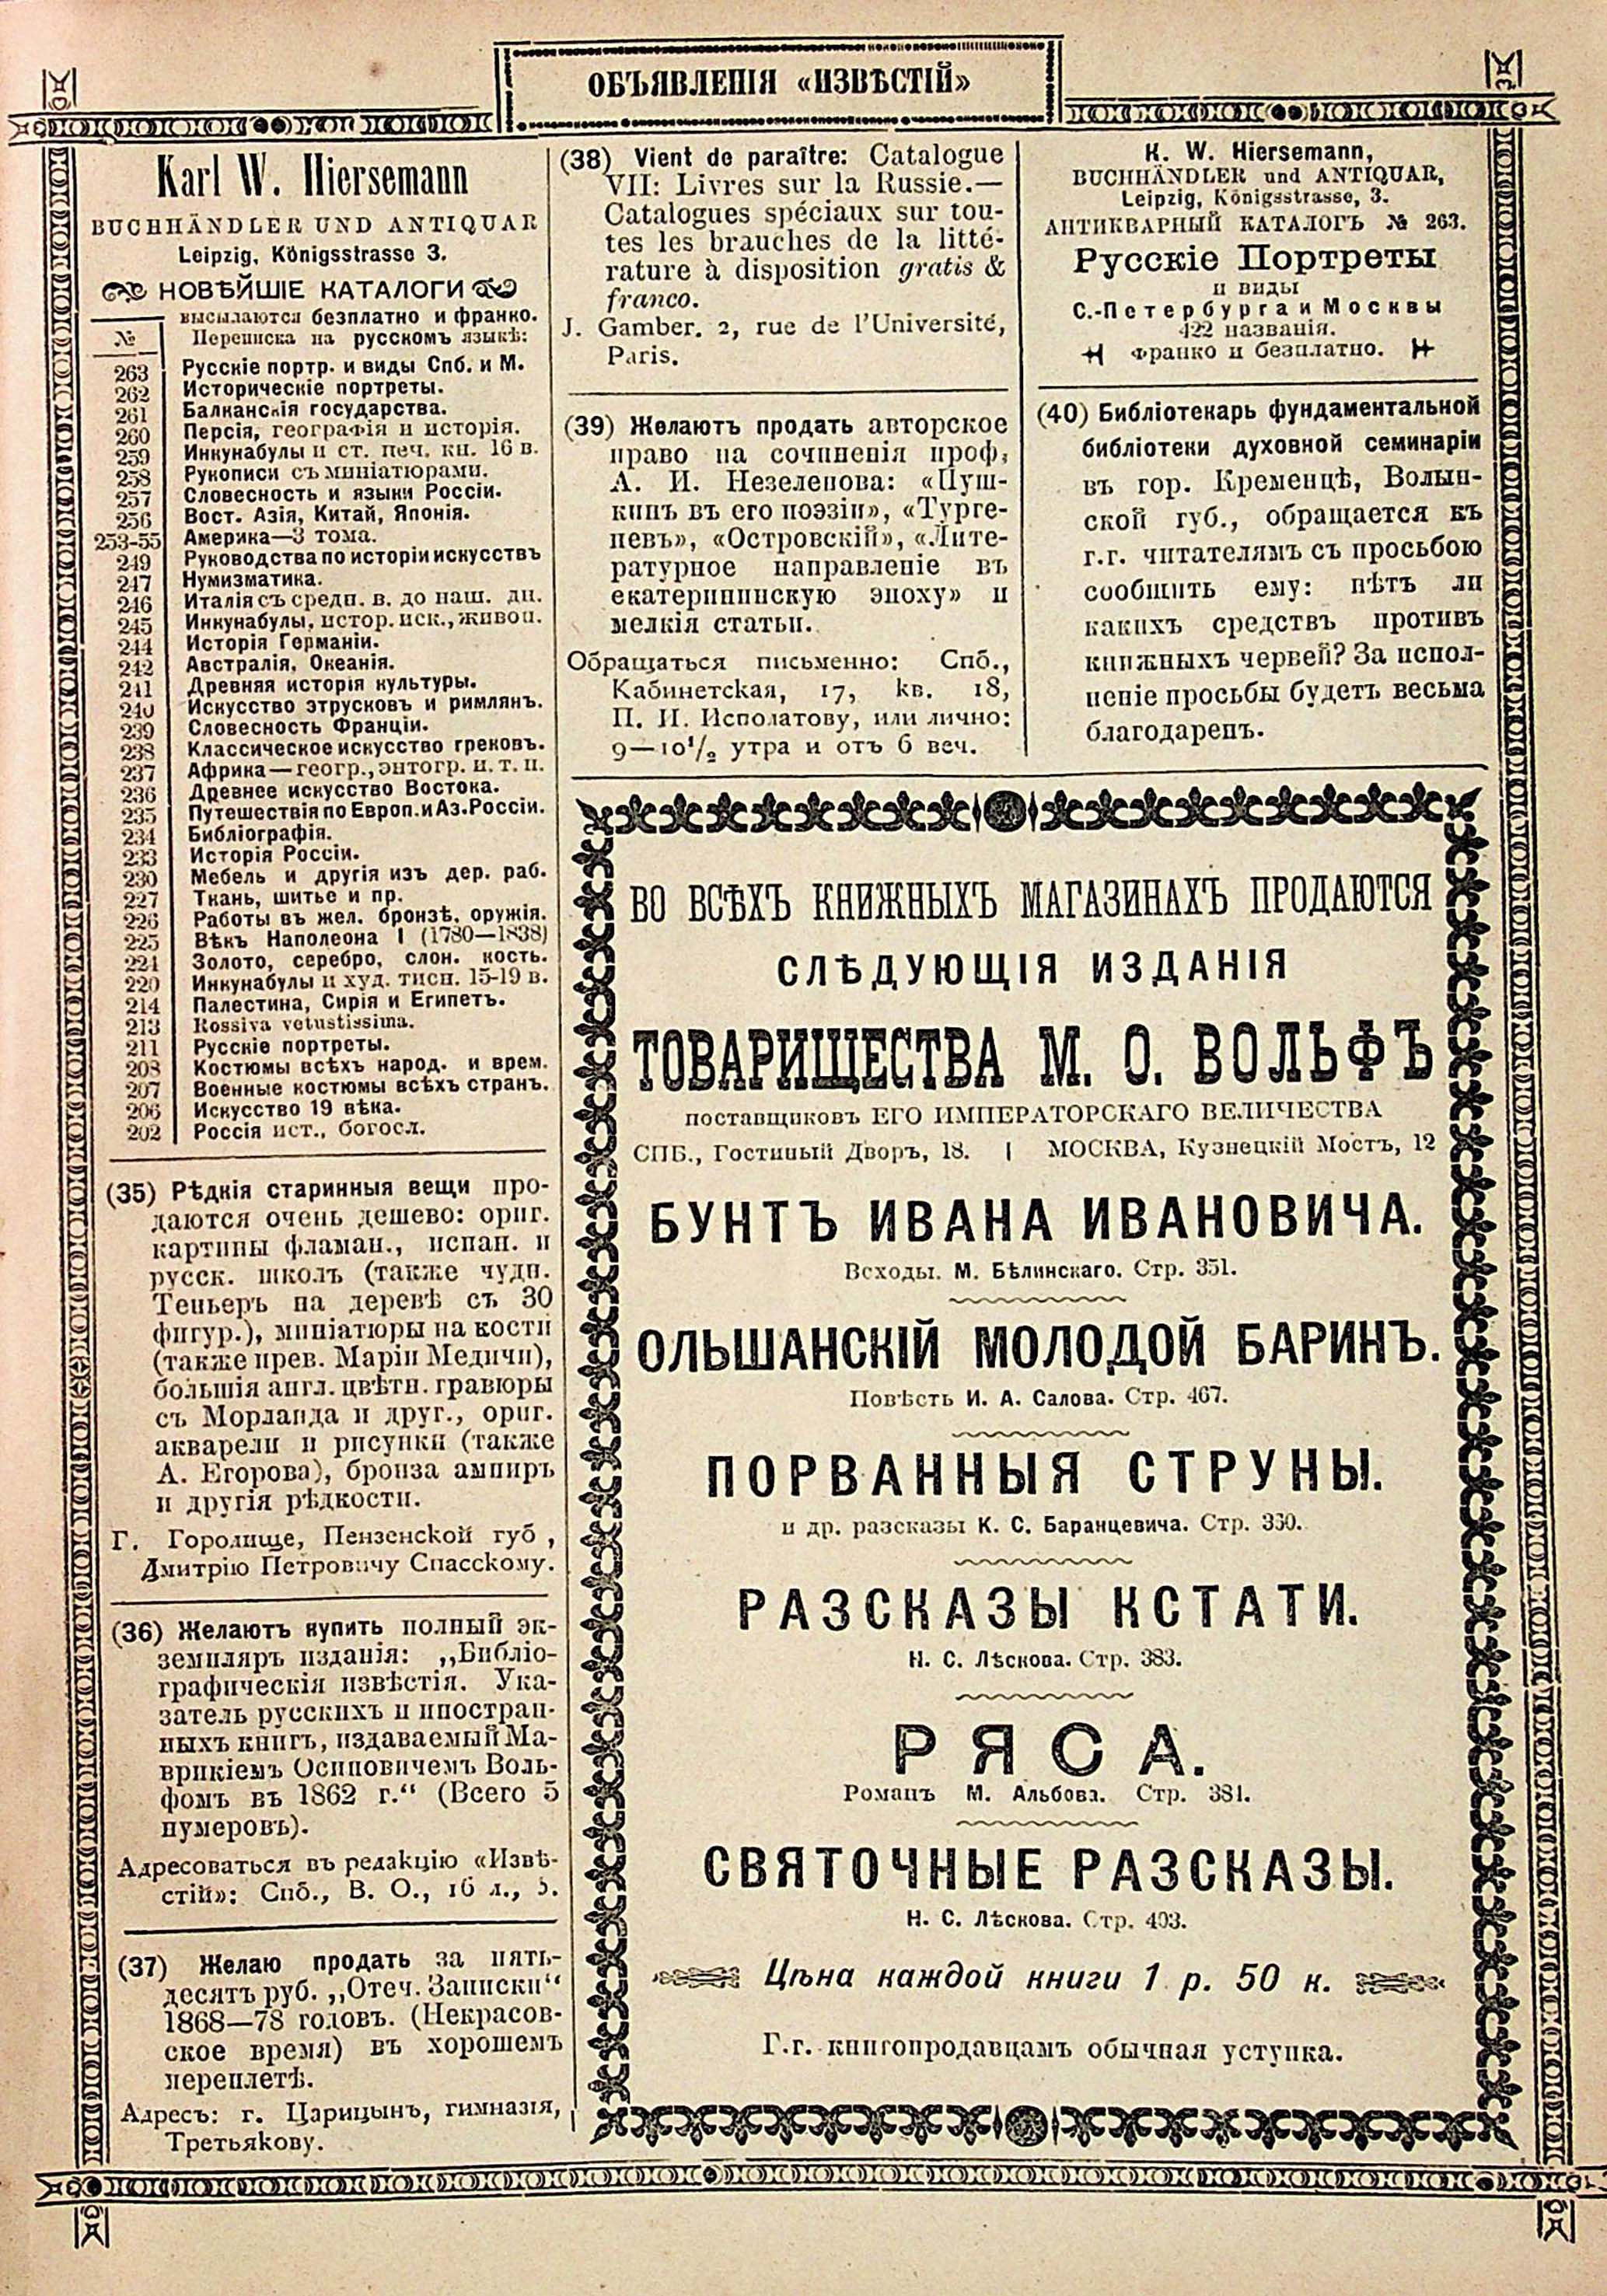 ОБЪЯВЛЕНІЯ «ИЗВѢСТІЙ»
Karl W. Hiersemann
BUCHHÄNDLER UND ANTIQUAR
Leipzig, Königsstrasse 3.
НОВѢЙШІЕ КАТАЛОГИ
высылаются безплатно и франко.
№ Переписка на русскомъ языкѣ:
263 Русскіе портр. и виды Спб. и М.
262 Историческіе портреты.
261 Балканскія государства.
260 Персія, географія и исторія.
259 Инкунабулы и ст. печ. кн. 16 в.
258 Рукописи съ миніатюрами.
257 Словесность и языки Россіи.
256 Вост. Азія, Китай, Японія.
253-55 Америка—3 тома.
249 Руководства по исторіи искусствъ
247 Нумизматика.
246 Италія съ средн. в. до наш. дн.
245 Инкунабулы, истор. иск., живоп.
244 Исторія Германіи.
242 Австралія, Океанія.
241 Древняя исторія культуры.
240 Искусство этрусковъ и римлянъ.
239 Словесность Франціи.
238 Классическое искусство грековъ.
237 Африка—геогр., энтогр. и. т. п.
236 Древнее искусство Востока.
235 Путешествія по Европ. и Аз. Россіи.
234 Библіографія.
233 Исторія Россіи.
230 Мебель и другія изъ дер. раб.
227 Ткань, шитье и пр.
226 Работы въ жел. бронзѣ, оружія.
225 Вѣкъ Наполеона I (1780—1838)
224 Золото, серебро, слон. кость.
220 Инкунабулы и худ. тисн. 15-19 в.
214 Палестина, Сирія и Египетъ.
213 Rossiva vetustissima.
211 Русскіе портреты.
208 Костюмы всѣхъ народ. и врем.
207 Военные костюмы всѣхъ странъ.
206 Искусство 19 вѣка.
202 Россія ист., богосл.
(35) Рѣдкія старинныя вещи про-
даются очень дешево: ориг.
картины фламан., испан. и
русск. школъ (также чудн.
Теньеръ на деревѣ съ 30
фигур.), миніатюры на кости
(также прев. Маріи Медичи),
большія англ. цвѣтн. гравюры
съ Морланда и друг., ориг.
акварели и рисунки (также
А. Егорова), бронза ампиръ
и другія рѣдкости.
Г. Городище, Пензенской губ,
Дмитрію Петровичу Спасскому.
(36) Желаютъ купить полный эк-
земпляръ изданія: „Библіо-
графическія извѣстія. Ука-
затель русскихъ и иностран-
ныхъ книгъ, издаваемый Ма-
врикіемъ Осиповичемъ Воль-
фомъ въ 1862 г.“ (Всего 5
нумеровъ).
Адресоваться въ редакцію «Извѣ-
стій»: Спб., В. О., 16 л., 5.
(37) Желаю продать за пять-
десятъ руб. „Отеч. Записки“
1868—78 годовъ. (Некрасов-
ское время) въ хорошемъ
переплетѣ.
Адресъ: г. Царицынъ, гимназія,
Третьякову.
(38) Vient de paraître: Catalogue
VII: Livres sur la Russie.—
Catalogues spéciaux sur tou-
tes les brauches de la litté-
rature à disposition gratis &
franco.
J. Gamber. 2, rue de l'Université,
Paris.
(39) Желаютъ продать авторское
право на сочиненія проф,
А. И. Незеленова: «Пуш-
кинъ въ его поэзіи», «Турге-
невъ», «Островскій», «Лите-
ратурное направленіе въ
екатерининскую эпоху» и
мелкія статьи.
Обращаться письменно: Спб.,
Кабинетская, 17, кв. 18,
П. И. Исполатову, или лично:
9—10½ утра и отъ 6 веч.
K. W. Hiersemann,
BUCHHÄNDLER und ANTIQUAR,
Leipzig, Königsstrasse, 3.
АНТИКВАРНЫЙ КАТАЛОГЪ № 263.
Русскіе Портреты
и виды
С.-Петербурга и Москвы
422 названія.
Франко и безплатно.
(40) Библіотекарь фундаментальной
библіотеки духовной семинаріи
въ гор. Кременцѣ, Волын-
ской губ., обращается къ
г.г. читателямъ съ просьбою
сообщить ему: нѣтъ ли
какихъ средствъ противъ
книжныхъ червей? За испол-
неніе просьбы будетъ весьма
благодаренъ.
ВО ВСѢХЪ КНИЖНЫХЪ МАГАЗИНАХЪ ПРОДАЮТСЯ
СЛѢДУЮЩІЯ ИЗДАНІЯ
ТОВАРИЩЕСТВА М. О. ВОЛЬФЪ
поставщиковъ ЕГО ИМПЕРАТОРСКАГО ВЕЛИЧЕСТВА
СПБ., Гостиный Дворъ, 18. | МОСКВА, Кузнецкій Мостъ, 12
БУНТЪ ИВАНА ИВАНОВИЧА.
Всходы. М. Бѣлинскаго. Стр. 351.
ОЛЬШАНСКІЙ МОЛОДОЙ БАРИНЪ.
Повѣсть И. А. Салова. Стр. 467.
ПОРВАННЫЯ СТРУНЫ.
и др. разсказы К. С. Баранцевича. Стр. 350.
РАЗСКАЗЫ КСТАТИ.
Н. С. Лѣскова. Стр. 383.
РЯСА.
Романъ М. Альбова. Стр. 381.
СВЯТОЧНЫЕ РАЗСКАЗЫ.
Н. С. Лѣскова. Стр. 403.
Цѣна каждой книги 1 р. 50 к.
Г.г. книгопродавцамъ обычная уступка.